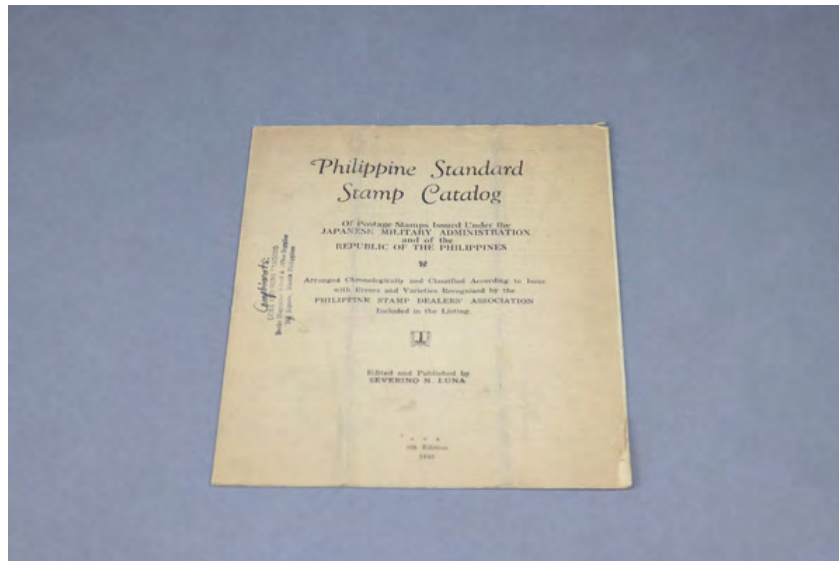 Philippine Standard
Stamp Catalog
Of Postage Stamps Issued Under the
JAPANESE MILITARY ADMINISTRATION
and of the
REPUBLIC OF THE PHILIPPINES
Arranged Chronologically and Classified According to Issue
with Errors and Varieties Recognized by the
PHILIPPINE STAMP DEALERS' ASSOCIATION
Included in the Listing.
Edited and Published by
SEVERINO N. LUNA
Edition
Compliments: